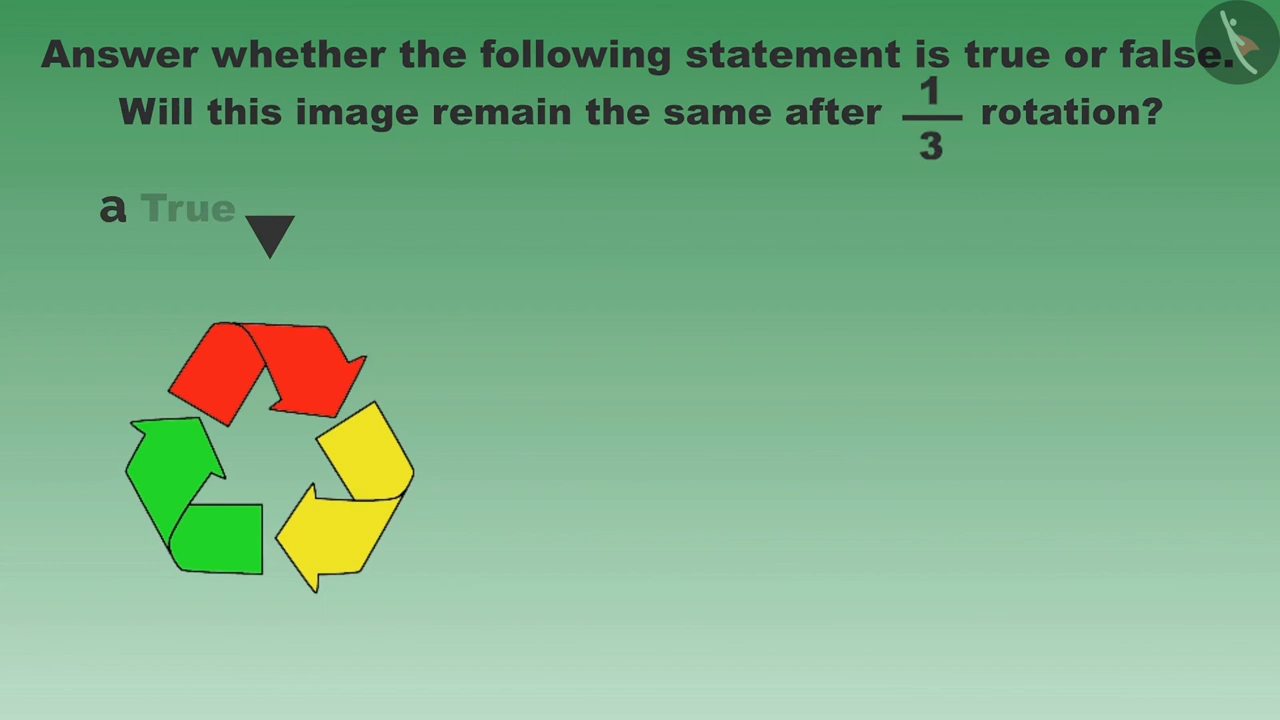 Answer whether the following statement is true or false.
Will this image remain the same after 1/3 rotation?
a True